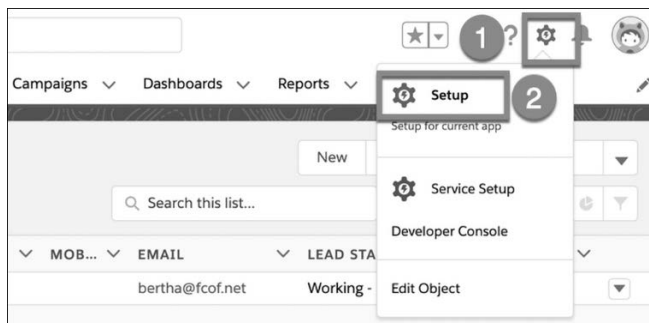 1 ?
Campaigns Dashboards Reports
Setup 2
Setup for current app
New
Service Setup
Search this list...
Developer Console
MOB... EMAIL LEAD STA
bertha@fcof.net Working - Edit Object